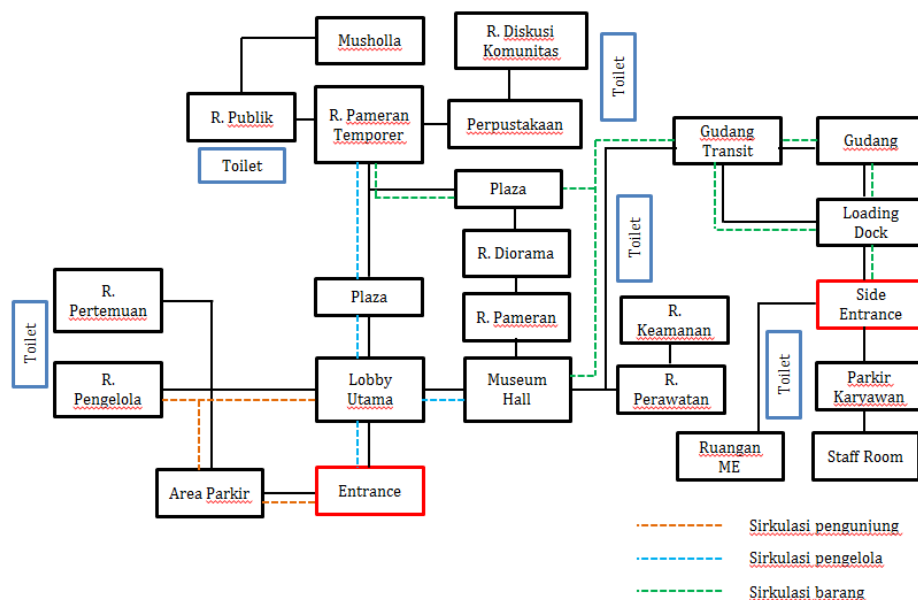 Musholla
R. Diskusi
Komunitas
Toilet
R. Publik
R. Pameran
Temporer
Perpustakaan
Gudang
Transit
Gudang
Toilet
Plaza
Loading
Dock
Toilet
R. Diorama
R.
Pertemuan
Plaza
R. Pameran
R.
Keamanan
Side
Entrance
Toilet
R.
Pengelola
Lobby
Utama
Museum
Hall
R.
Perawatan
Toilet
Parkir
Karyawan
Area Parkir
Entrance
Ruangan
ME
Staff Room
Sirkulasi pengunjung
Sirkulasi pengelola
Sirkulasi barang